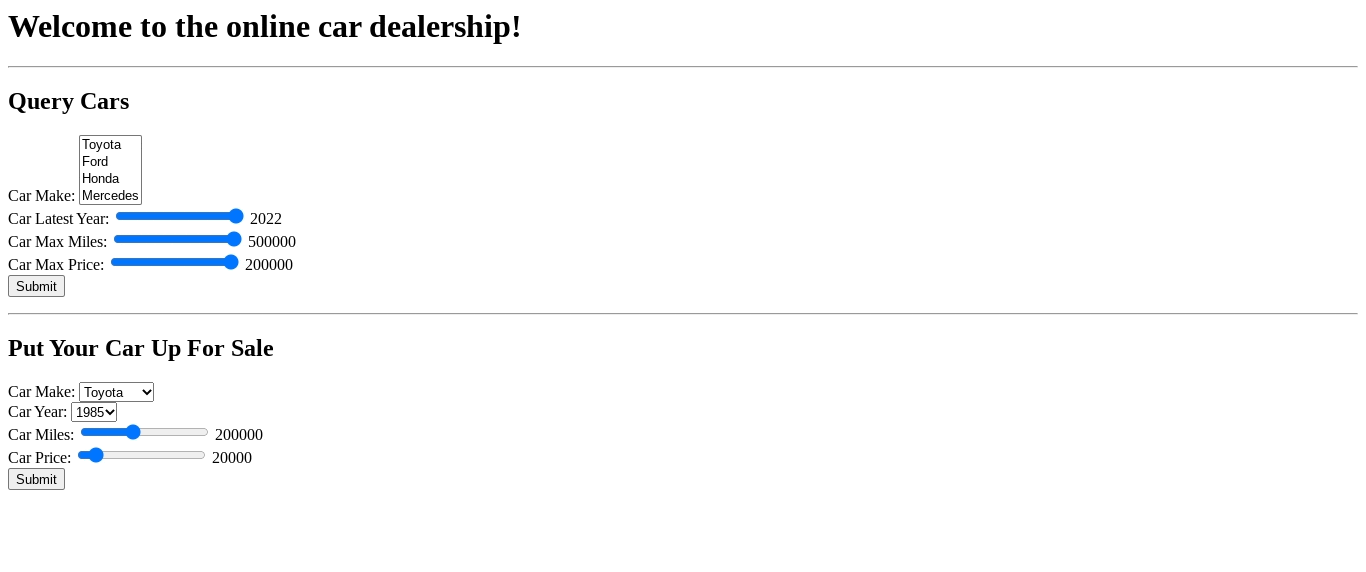 Welcome to the online car dealership!
Query Cars
Toyota
Ford
Honda
Car Make: Mercedes
Car Latest Year: 2022
Car Max Miles: 500000
Car Max Price: 200000
Submit
Put Your Car Up For Sale
Car Make: Toyota
Car Year: 1985
Car Miles: 200000
Car Price: 20000
Submit